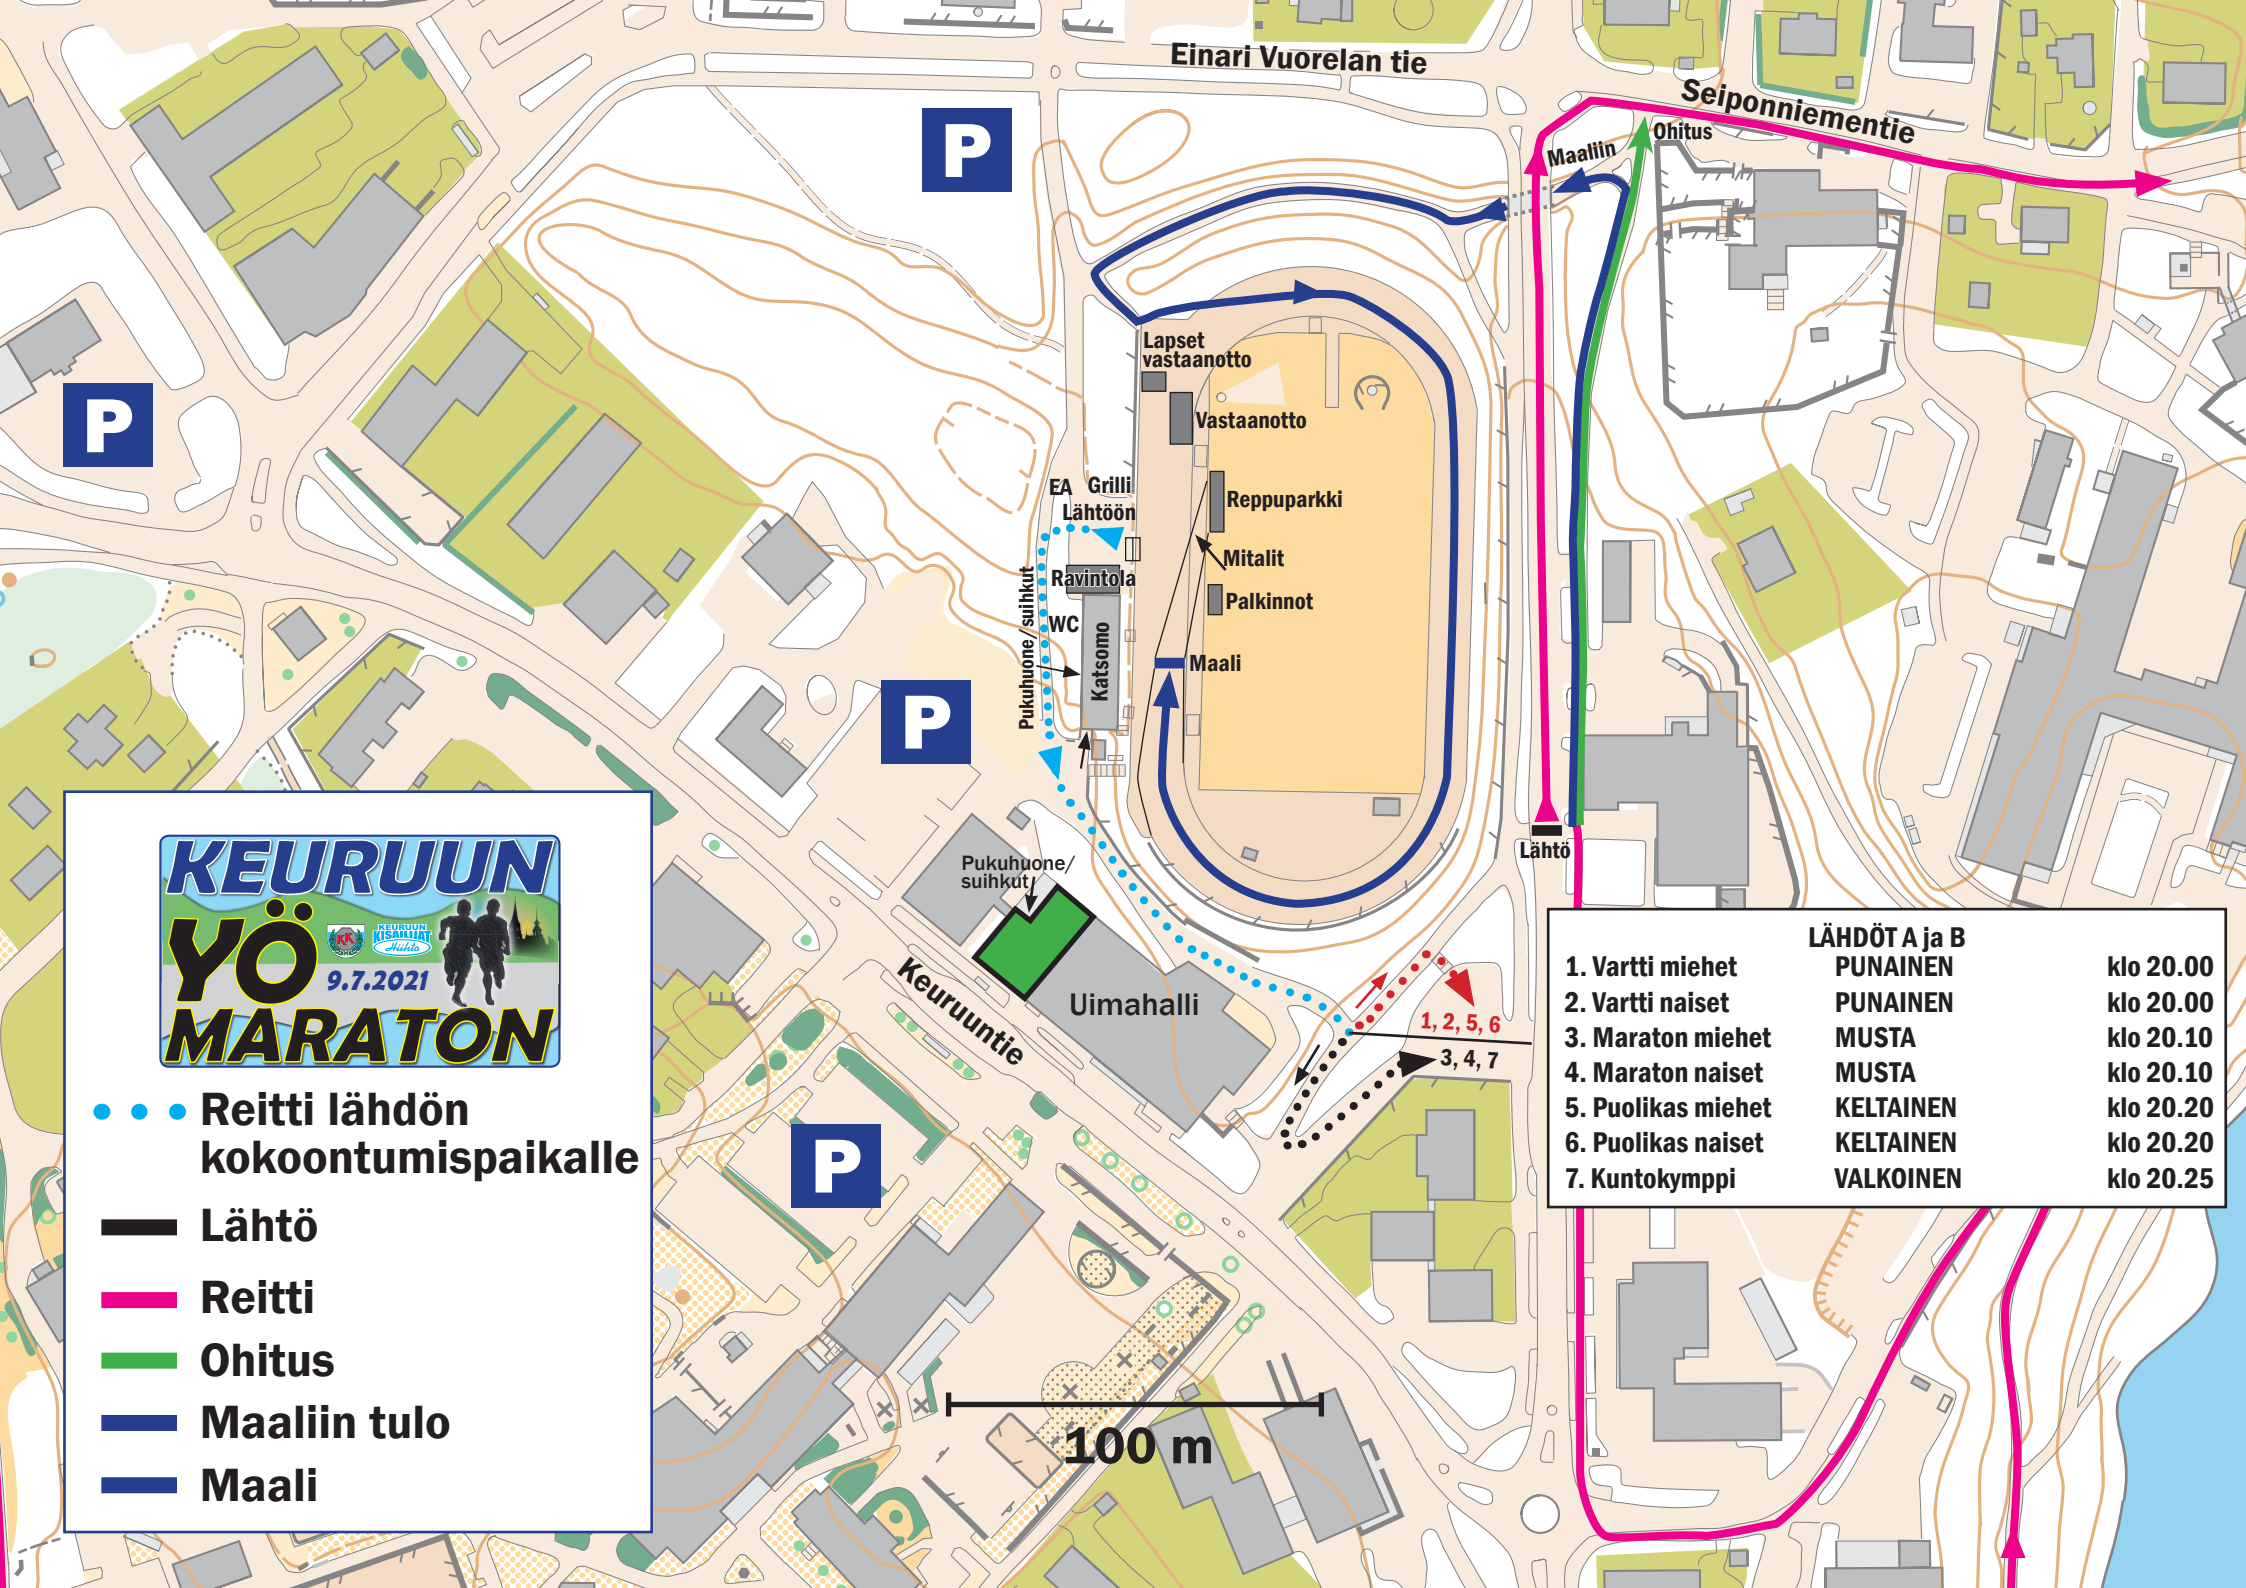 Einari Vuorelan tie
Seiponniementie
Ohitus
Maaliin
P
P
Lapset
vastaanotto
Vastaanotto
EA
Grilli
Lähtöön
Reppuparkki
Mitalit
Ravintola
Palkinnot
WC
Pukuhuone/suihkut
Katsomo
Maali
P
Lähtö
Pukuhuone/
suihkut
Keuruuntie
Uimahalli
1, 2, 5, 6
3, 4, 7
P
100 m
KEURUUN
YÖ
KK
KEURUUN
KISAILIJAT
Hiihto
9.7.2021
MARATON
Reitti lähdön
kokoontumispaikalle
Lähtö
Reitti
Ohitus
Maaliin tulo
Maali
LÄHDÖT A ja B
1. Vartti miehet PUNAINEN klo 20.00
2. Vartti naiset PUNAINEN klo 20.00
3. Maraton miehet MUSTA klo 20.10
4. Maraton naiset MUSTA klo 20.10
5. Puolikas miehet KELTAINEN klo 20.20
6. Puolikas naiset KELTAINEN klo 20.20
7. Kuntokymppi VALKOINEN klo 20.25